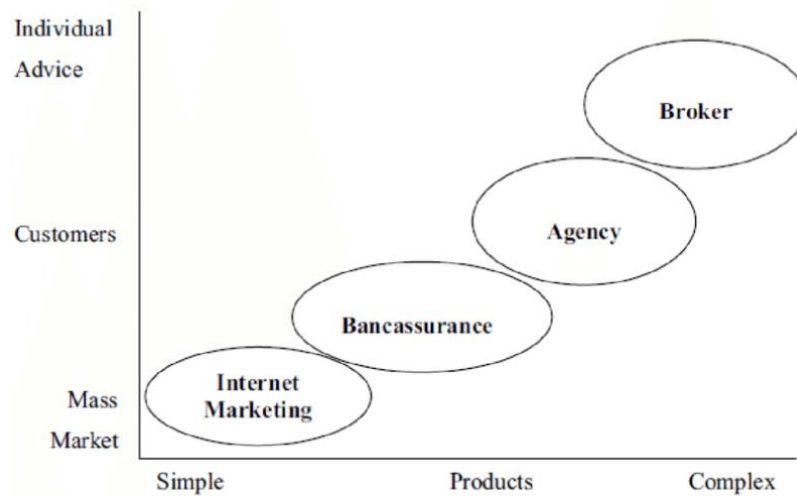 Individual
Advice
Broker
Customers
Agency
Bancassurance
Internet
Marketing
Mass
Market
Simple Products Complex